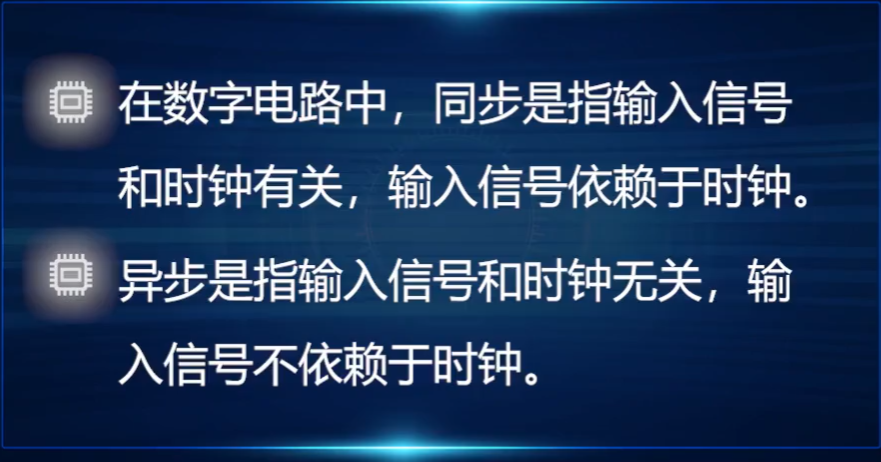 在数字电路中，同步是指输入信号
和时钟有关，输入信号依赖于时钟。
异步是指输入信号和时钟无关，输
入信号不依赖于时钟。